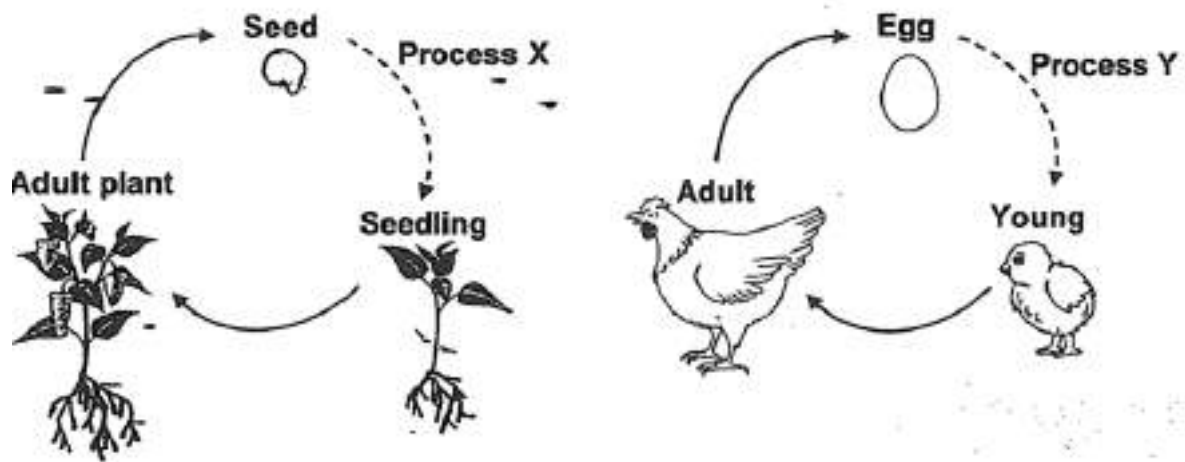 Seed
Process X
Adult plant
Seedling
Egg
Process Y
Adult
Young